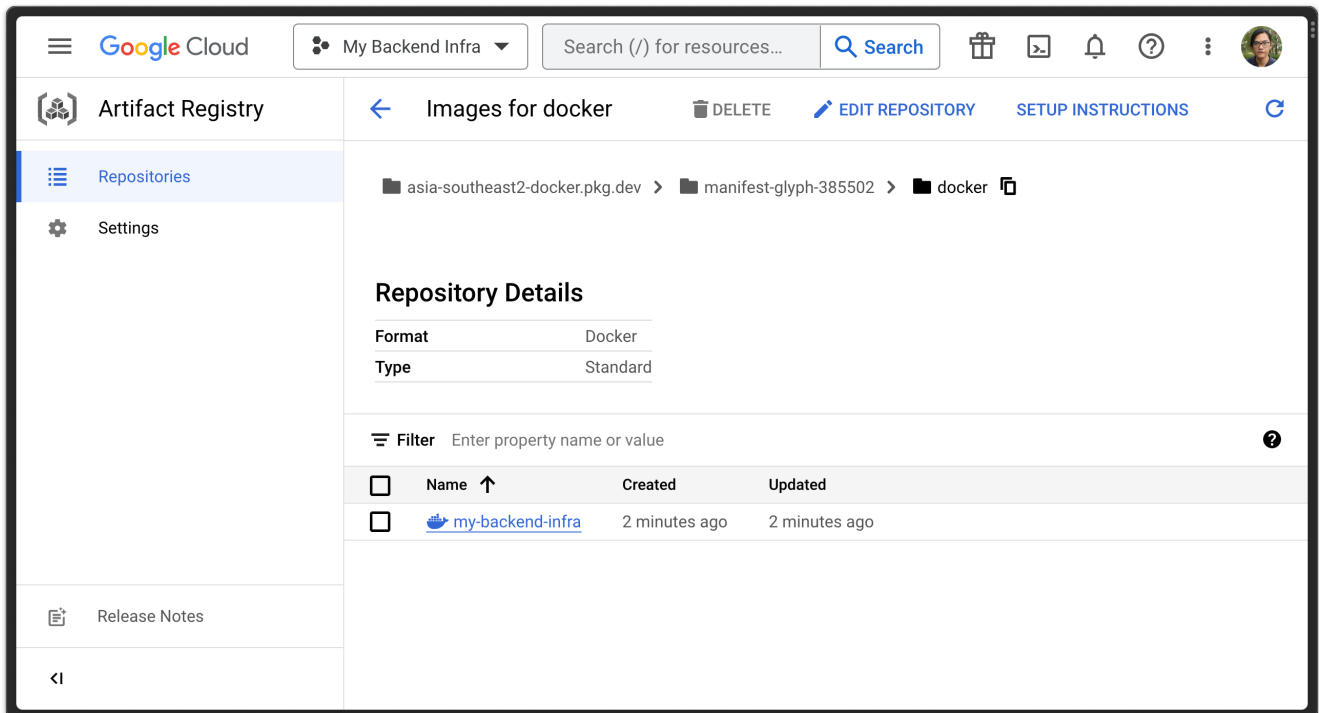 Google Cloud My Backend Infra Search (/) for resources... Search
Artifact Registry
Images for docker DELETE EDIT REPOSITORY SETUP INSTRUCTIONS
Repositories
Settings
asia-southeast2-docker.pkg.dev manifest-glyph-385502 docker
Repository Details
Format Docker
Type Standard
Filter Enter property name or value
Name Created Updated
my-backend-infra 2 minutes ago 2 minutes ago
Release Notes